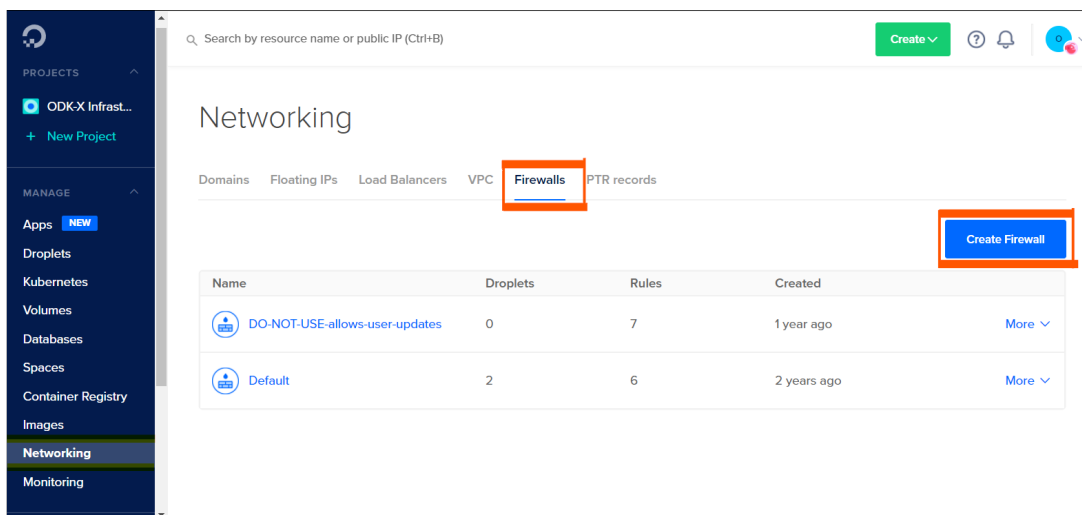 Search by resource name or public IP (Ctrl+B)
Create
?
O
PROJECTS
ODK-X Infrast...
+ New Project
MANAGE
Apps NEW
Droplets
Kubernetes
Volumes
Databases
Spaces
Container Registry
Images
Networking
Monitoring
Networking
Domains Floating IPs Load Balancers VPC Firewalls PTR records
Create Firewall
Name Droplets Rules Created
DO-NOT-USE-allows-user-updates 0 7 1 year ago More
Default 2 6 2 years ago More